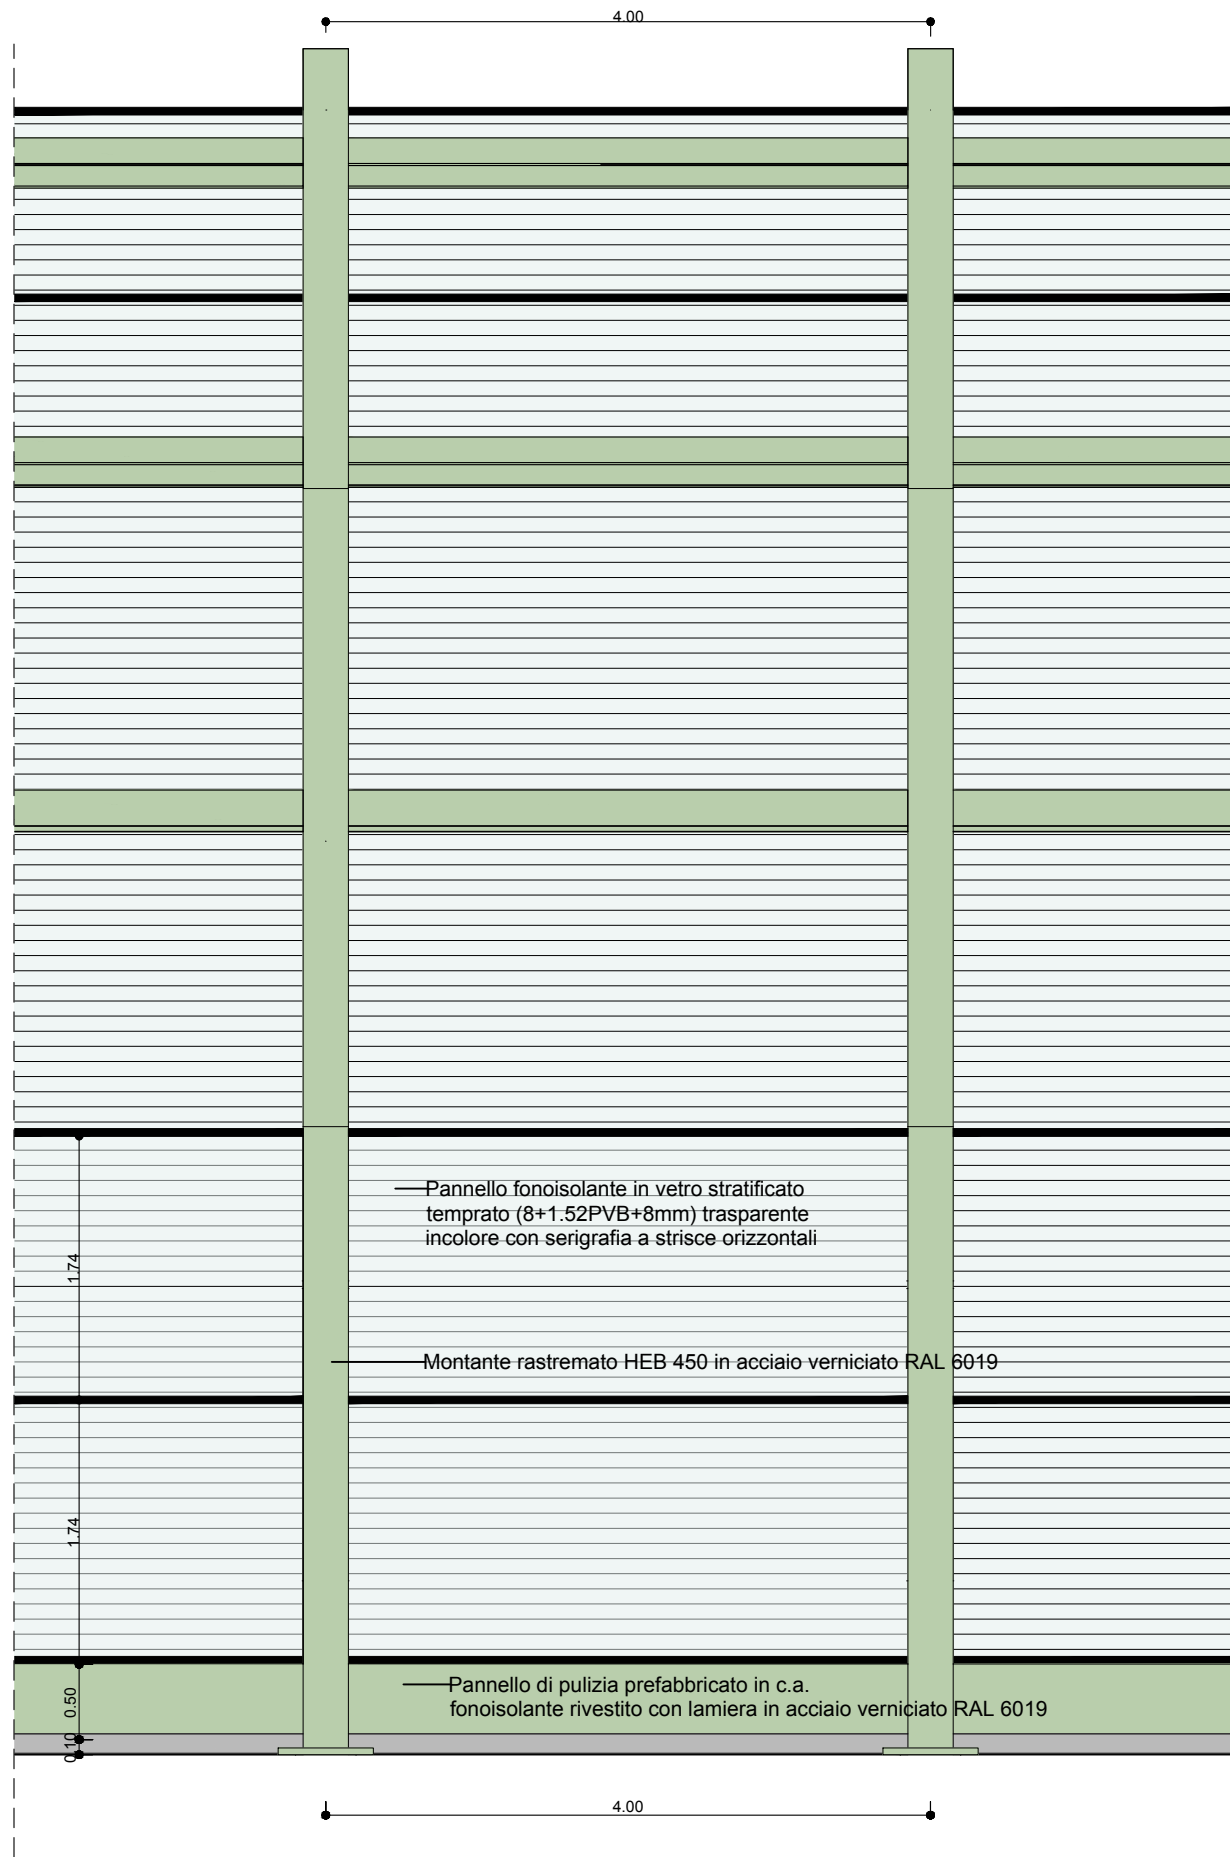 4.00
Pannello fonoisolante in vetro stratificato
temprato (8+1.52PVB+8mm) trasparente
incolore con serigrafia a strisce orizzontali
1.74
Montante rastremato HEB 450 in acciaio verniciato RAL 6019
1.74
Pannello di pulizia prefabbricato in c.a.
fonoisolante rivestito con lamiera in acciaio verniciato RAL 6019
0.50
0.10
4.00